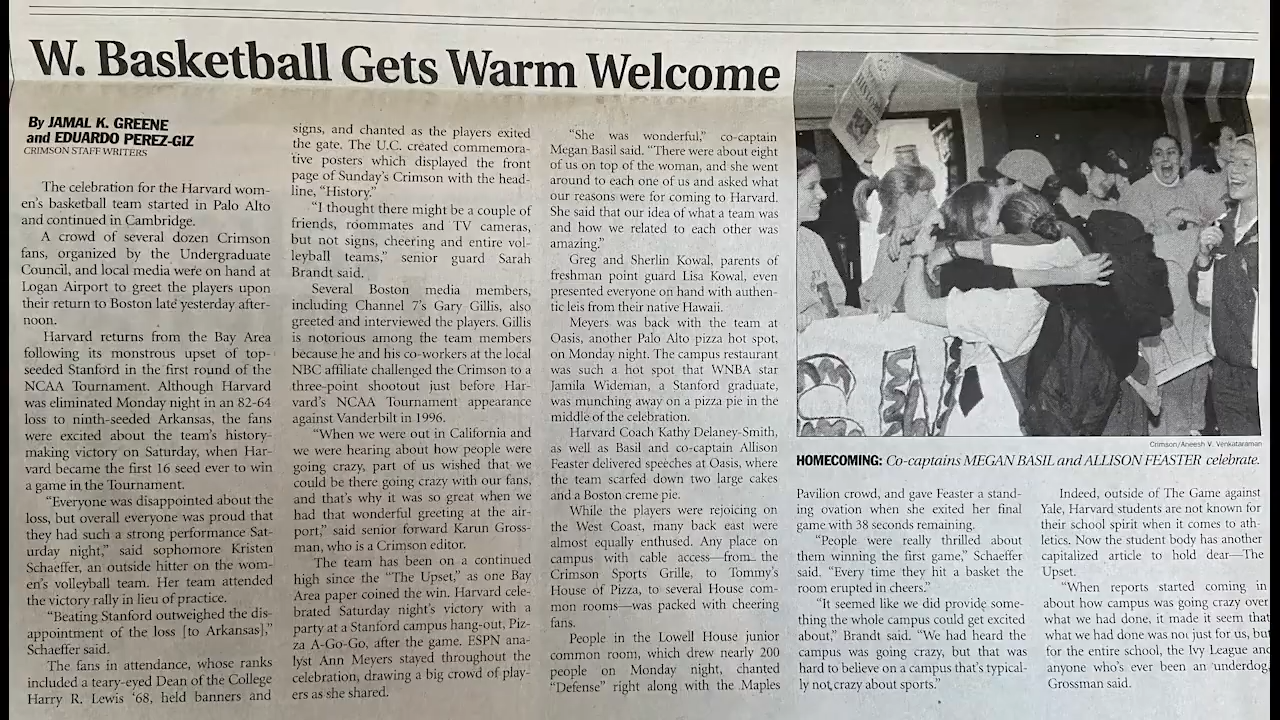 W. Basketball Gets Warm Welcome
By JAMAL K. GREENE
and EDUARDO PEREZ-GIZ
CRIMSON STAFF WRITERS
The celebration for the Harvard wom-
en's basketball team started in Palo Alto
and continued in Cambridge.
A crowd of several dozen Crimson
fans, organized by the Undergraduate
Council, and local media were on hand at
Logan Airport to greet the players upon
their return to Boston late yesterday after-
noon.
Harvard returns from the Bay Area
following its monstrous upset of top-
seeded Stanford in the first round of the
NCAA Tournament. Although Harvard
was eliminated Monday night in an 82-64
loss to ninth-seeded Arkansas, the fans
were excited about the team's history-
making victory on Saturday, when Har-
vard became the first 16 seed ever to win
a game in the Tournament.
"Everyone was disappointed about the
loss, but overall everyone was proud that
they had such a strong performance Sat-
urday night," said sophomore Kristen
Schaeffer, an outside hitter on the wom-
en's volleyball team. Her team attended
the victory rally in lieu of practice.
"Beating Stanford outweighed the dis-
appointment of the loss [to Arkansas],"
Schaeffer said.
The fans in attendance, whose ranks
included a teary-eyed Dean of the College
Harry R. Lewis '68, held banners and
signs, and chanted as the players exited
the gate. The U.C. created commemora-
tive posters which displayed the front
page of Sunday's Crimson with the head-
line, "History."
"I thought there might be a couple of
friends, roommates and TV cameras,
but not signs, cheering and entire vol-
leyball teams," senior guard Sarah
Brandt said.
Several Boston media members,
including Channel 7's Gary Gillis, also
greeted and interviewed the players. Gillis
is notorious among the team members
because he and his co-workers at the local
NBC affiliate challenged the Crimson to a
three-point shootout just before Har-
vard's NCAA Tournament appearance
against Vanderbilt in 1996.
"When we were out in California and
we were hearing about how people were
going crazy, part of us wished that we
could be there going crazy with our fans,
and that's why it was so great when we
had that wonderful greeting at the air-
port," said senior forward Karun Gross-
man, who is a Crimson editor.
The team has been on a continued
high since the "The Upset," as one Bay
Area paper coined the win. Harvard cele-
brated Saturday night's victory with a
party at a Stanford campus hang-out, Piz-
za A-Go-Go, after the game. ESPN ana-
lyst Ann Meyers stayed throughout the
celebration, drawing a big crowd of play-
ers as she shared.
"She was wonderful," co-captain
Megan Basil said. "There were about eight
of us on top of the woman, and she went
around to each one of us and asked what
our reasons were for coming to Harvard.
She said that our idea of what a team was
and how we related to each other was
amazing."
Greg and Sherlin Kowal, parents of
freshman point guard Lisa Kowal, even
presented everyone on hand with authen-
tic leis from their native Hawaii.
Meyers was back with the team at
Oasis, another Palo Alto pizza hot spot,
on Monday night. The campus restaurant
was such a hot spot that WNBA star
Jamila Wideman, a Stanford graduate,
was munching away on a pizza pie in the
middle of the celebration.
Harvard Coach Kathy Delaney-Smith,
as well as Basil and co-captain Allison
Feaster delivered speeches at Oasis, where
the team scarfed down two large cakes
and a Boston creme pie.
While the players were rejoicing on
the West Coast, many back east were
almost equally enthused. Any place on
campus with cable access—from the
Crimson Sports Grille, to Tommy's
House of Pizza, to several House com-
mon rooms—was packed with cheering
fans.
People in the Lowell House junior
common room, which drew nearly 200
people on Monday night, chanted
"Defense" right along with the Maples
Crimson/Aneesh V. Venkataraman
HOMECOMING: Co-captains MEGAN BASIL and ALLISON FEASTER celebrate.
Pavilion crowd, and gave Feaster a stand-
ing ovation when she exited her final
game with 38 seconds remaining.
"People were really thrilled about
them winning the first game," Schaeffer
said. "Every time they hit a basket the
room erupted in cheers."
"It seemed like we did provide some-
thing the whole campus could get excited
about," Brandt said. "We had heard the
campus was going crazy, but that was
hard to believe on a campus that's typical-
ly not crazy about sports."
Indeed, outside of The Game against
Yale, Harvard students are not known for
their school spirit when it comes to ath-
letics. Now the student body has another
capitalized article to hold dear—The
Upset.
"When reports started coming in
about how campus was going crazy over
what we had done, it made it seem that
what we had done was not just for us, but
for the entire school, the Ivy League and
anyone who's ever been an underdog,
Grossman said.